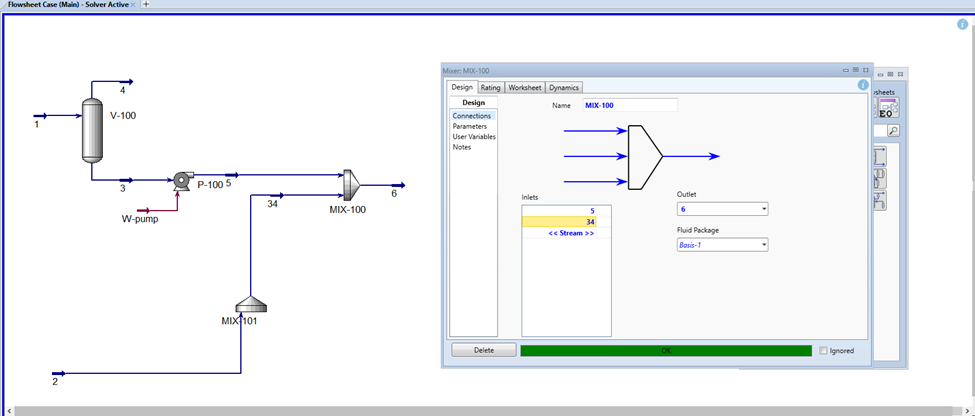 Flowsheet Case (Main) - Solver Active × +
4
1
V-100
3
P-100 5
34
6
MIX-100
W-pump
MIX-101
2
Mixer: MIX-100
Design Rating Worksheet Dynamics
Design
Connections
Parameters
User Variables
Notes
Name MIX-100
Inlets
5
34
<< Stream >>
Outlet
6
Fluid Package
Basis-1
Delete
OK
Ignored
EO